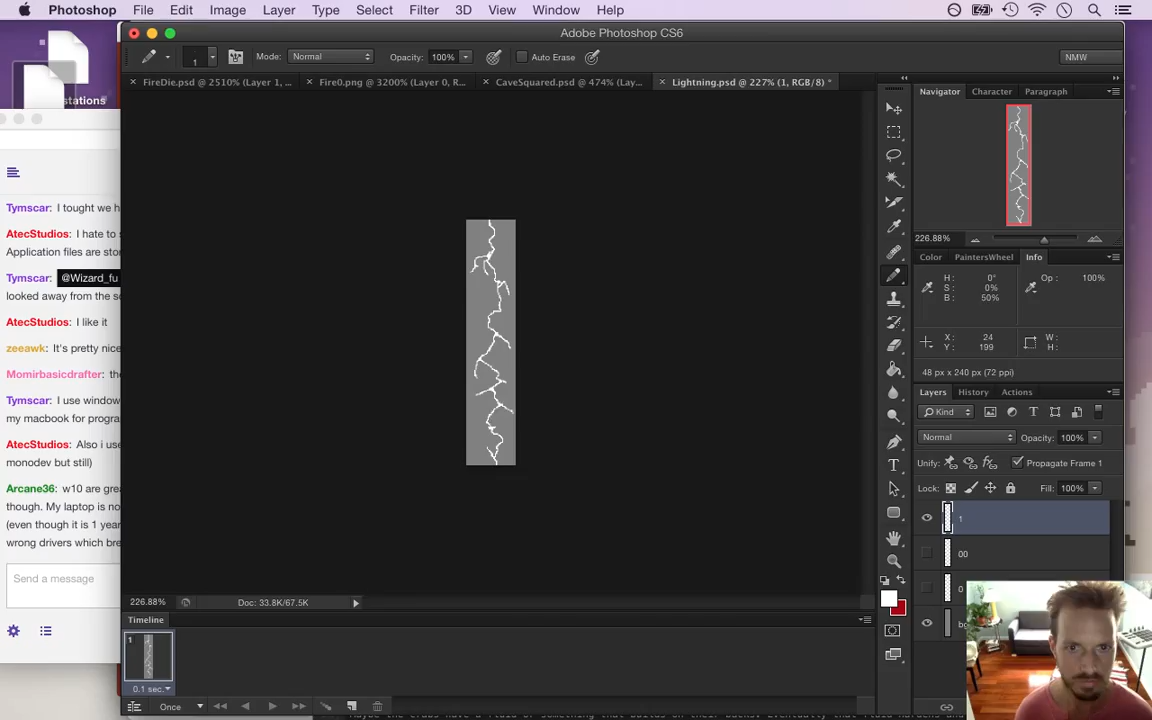 Photoshop File Edit Image Layer Type Select Filter 3D View Window Help
Adobe Photoshop CS6
1 Mode: Normal Opacity: 100% Auto Erase NMW
FireDie.psd @ 2510% (Layer 1, ... Fire0.png @ 3200% (Layer 0, R... CaveSquared.psd @ 474% (Lay... Lightning.psd @ 227% (1, RGB/8) *
stations
Tymscar: I tought we h
AtecStudios: I hate to s
Application files are stor
Tymscar: @Wizard_fu
looked away from the sc
AtecStudios: I like it
zeeawk: It's pretty nice
Momirbasicdrafter: the
Tymscar: I use window
my macbook for progra
AtecStudios: Also i use
monodev but still)
Arcane36: w10 are grea
though. My laptop is no
(even though it is 1 year
wrong drivers which bre
Send a message
226.88% Doc: 33.8K/67.5K
Timeline
1
0.1 sec.
Once
Navigator Character Paragraph
226.88%
Color PaintersWheel Info
H: 0° Op: 100%
S: 0%
B: 50%
X: 24 W:
Y: 199 H:
48 px x 240 px (72 ppi)
Layers History Actions
Kind
Normal Opacity: 100%
Unify: Propagate Frame 1
Lock: Fill: 100%
1
00
0